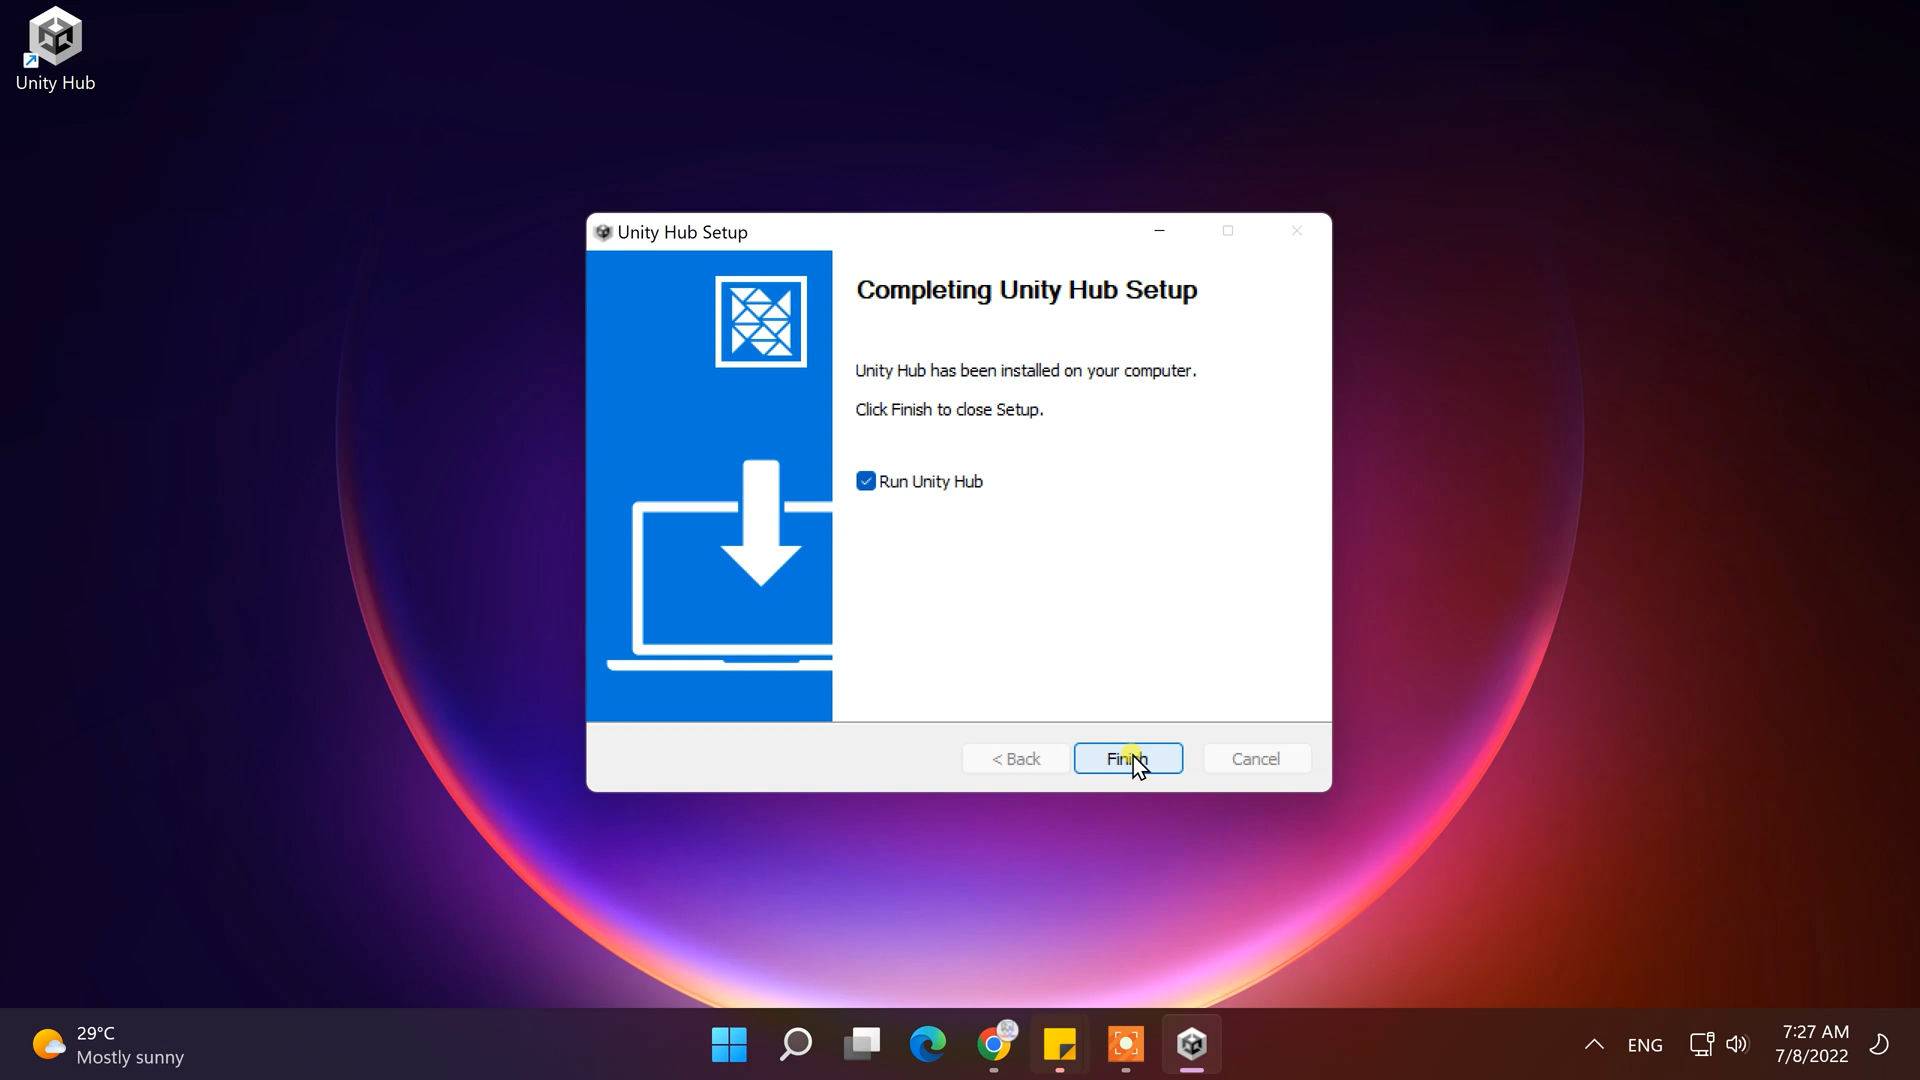 Unity Hub
Unity Hub Setup
Completing Unity Hub Setup
Unity Hub has been installed on your computer.
Click Finish to close Setup.
Run Unity Hub
< Back
Finish
Cancel
29°C
Mostly sunny
ENG
7:27 AM
7/8/2022